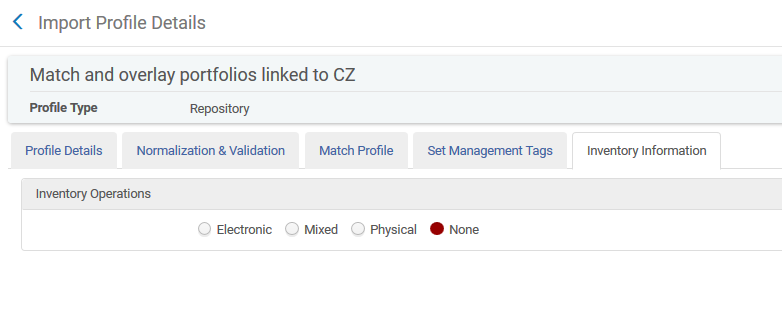 Import Profile Details
Match and overlay portfolios linked to CZ
Profile Type Repository
Profile Details Normalization & Validation Match Profile Set Management Tags Inventory Information
Inventory Operations
Electronic Mixed Physical None